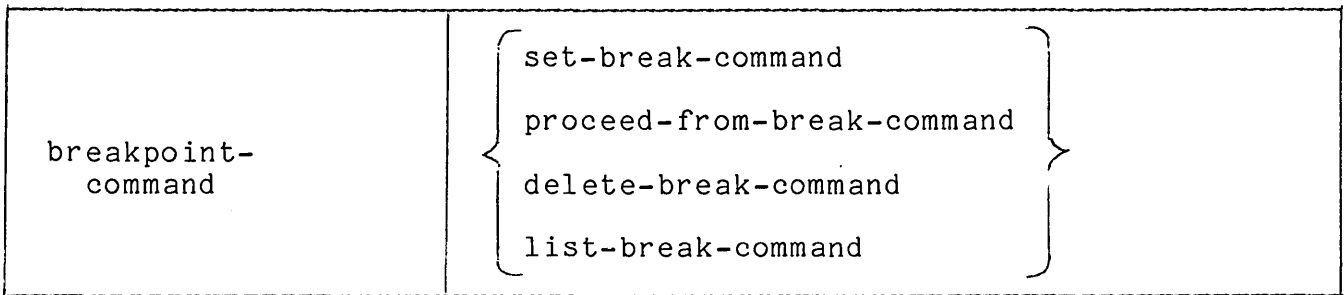 breakpoint-
command
set-break-command
proceed-from-break-command
delete-break-command
list-break-command